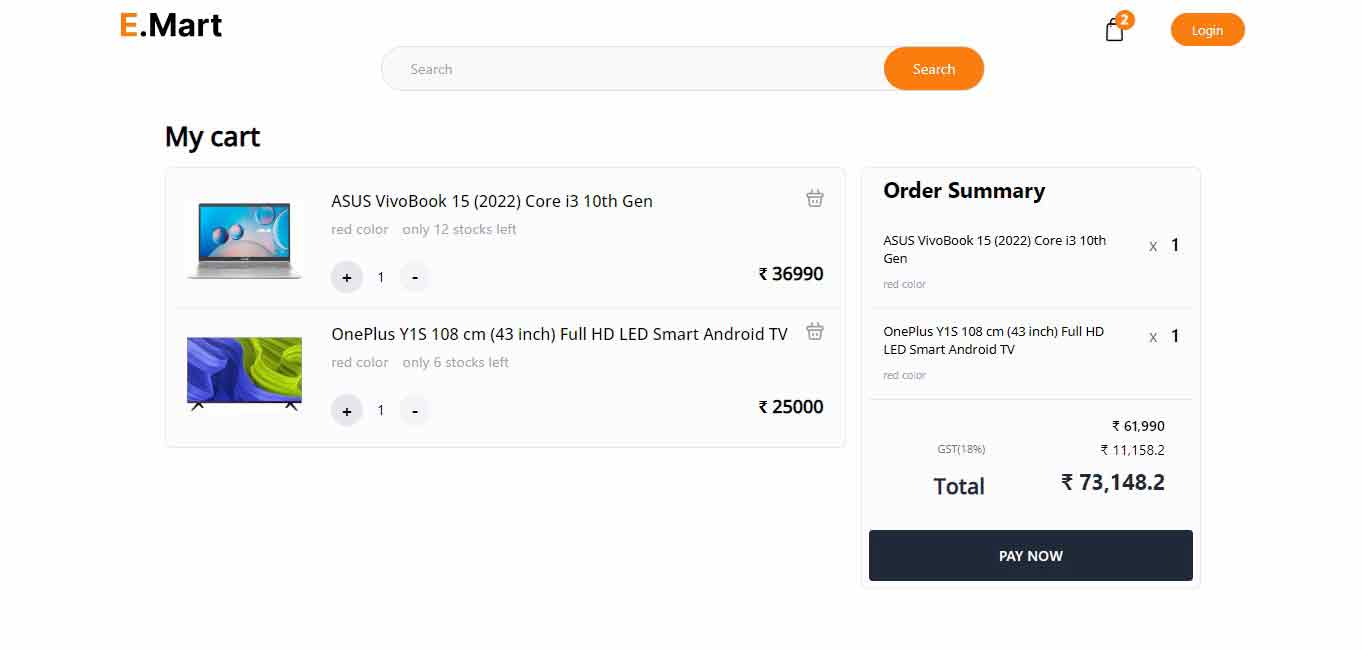 E.Mart
2
Login
Search
Search
My cart
ASUS VivoBook 15 (2022) Core i3 10th Gen
red color only 12 stocks left
+ 1 -
₹ 36990
OnePlus Y1S 108 cm (43 inch) Full HD LED Smart Android TV
red color only 6 stocks left
+ 1 -
₹ 25000
Order Summary
ASUS VivoBook 15 (2022) Core i3 10th
Gen
x 1
red color
OnePlus Y1S 108 cm (43 inch) Full HD
LED Smart Android TV
x 1
red color
₹ 61,990
GST(18%) ₹ 11,158.2
Total ₹ 73,148.2
PAY NOW